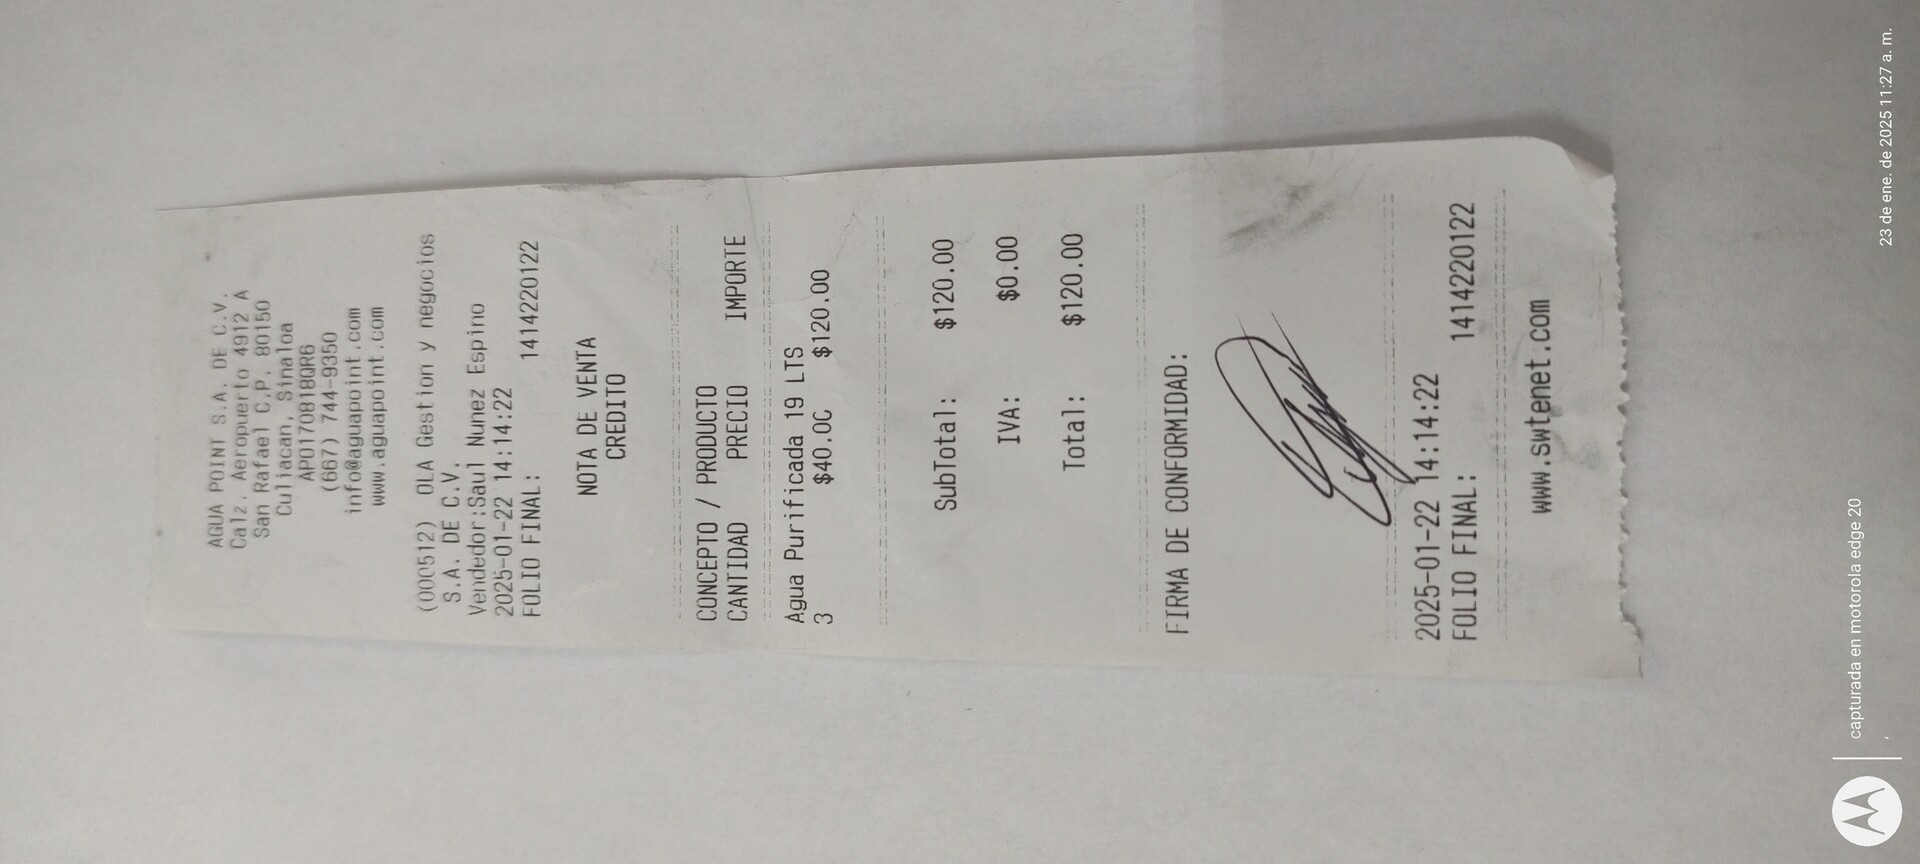 AGUA POINT S.A. DE C.V.
Calz. Aeropuerto 4912 A
San Rafael C.P. 80150
Culiacan, Sinaloa
APO170818QR6
(667) 744-9350
info@aguapoint.com
www.aguapoint.com
(000512) OLA Gestion y negocios
S.A. DE C.V.
Vendedor:Saul Nunez Espino
2025-01-22 14:14:22
FOLIO FINAL: 1414220122
NOTA DE VENTA
CREDITO
CONCEPTO / PRODUCTO
CANTIDAD PRECIO IMPORTE
Agua Purificada 19 LTS
3 $40.00 $120.00
SubTotal: $120.00
IVA: $0.00
Total: $120.00
FIRMA DE CONFORMIDAD:
2025-01-22 14:14:22
FOLIO FINAL: 1414220122
www.swtenet.com
capturada en motorola edge 20
23 de ene. de 2025 11:27 a. m.